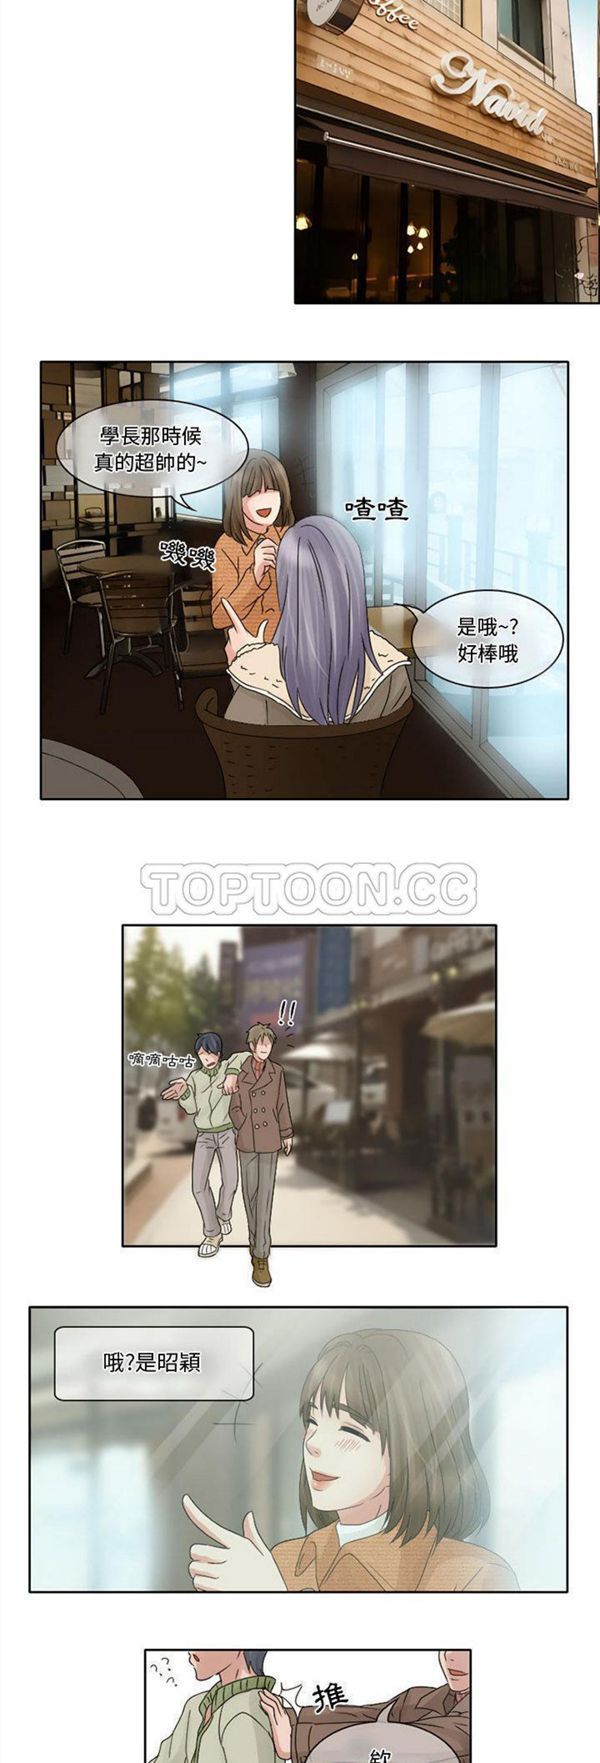 Coffee
Navid
學長那時候
真的超帥的~
喳喳
嘰嘰
是哦~?
好棒哦
TOPTOON.CC
!!
嘀嘀咕咕
哦?是昭穎
???
推
欸